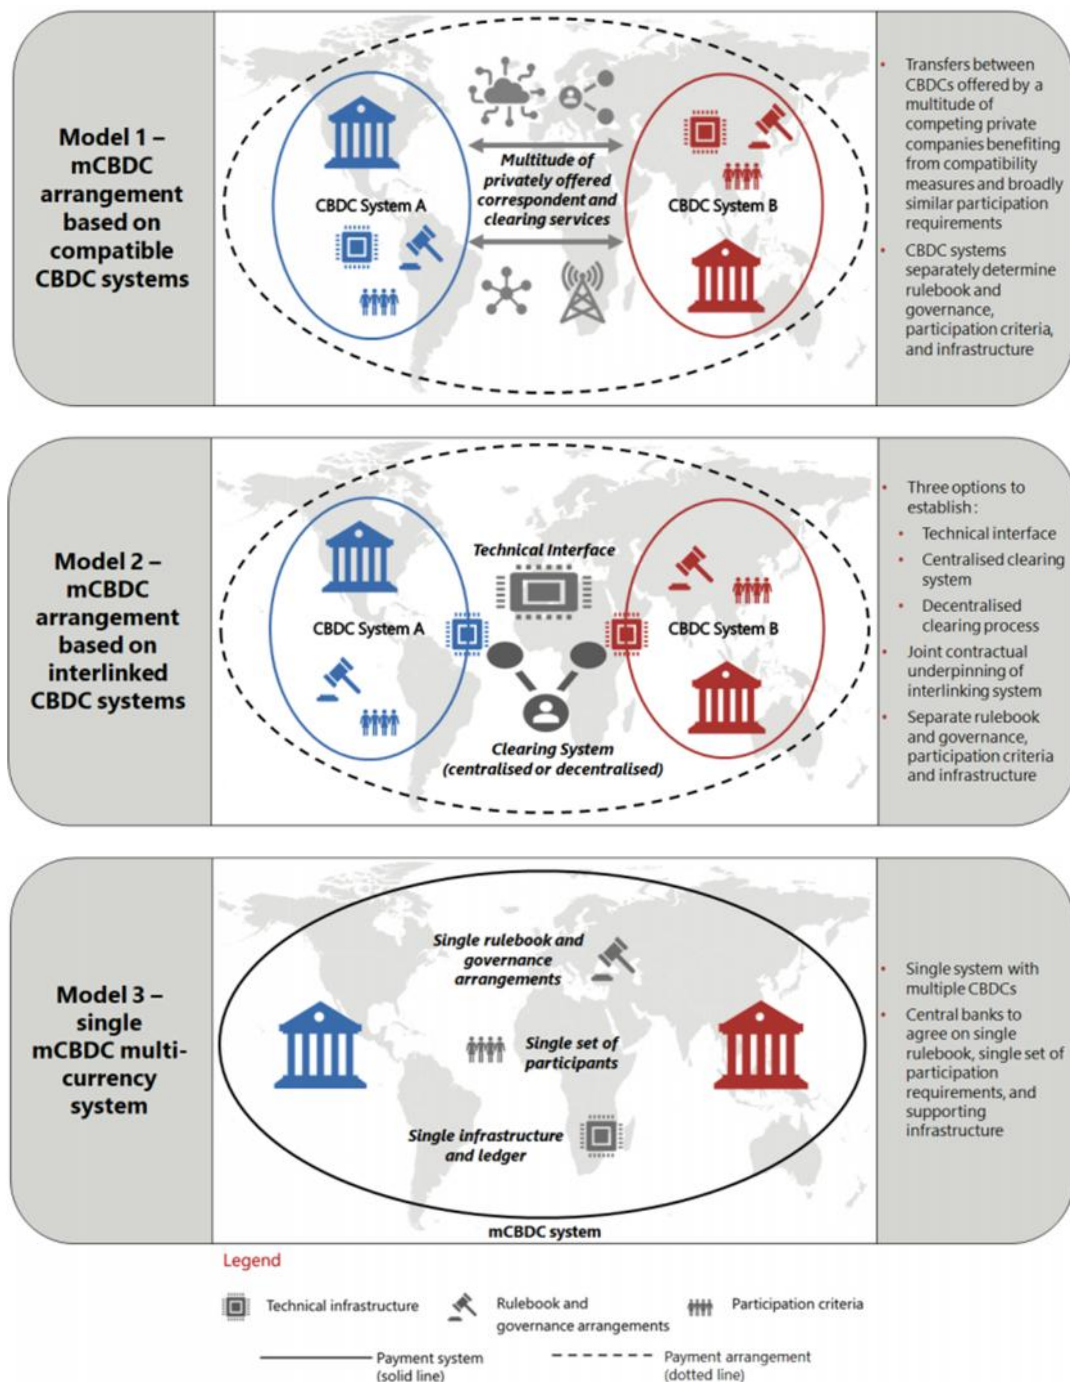 Model 1 –
mCBDC
arrangement
based on
compatible
CBDC systems
CBDC System A
Multitude of
privately offered
correspondent and
clearing services
CBDC System B
• Transfers between
CBDCs offered by a
multitude of
competing private
companies benefiting
from compatibility
measures and broadly
similar participation
requirements
• CBDC systems
separately determine
rulebook and
governance,
participation criteria,
and infrastructure
Model 2 –
mCBDC
arrangement
based on
interlinked
CBDC systems
CBDC System A
Technical Interface
Clearing System
(centralised or decentralised)
CBDC System B
• Three options to
establish :
• Technical interface
• Centralised clearing
system
• Decentralised
clearing process
• Joint contractual
underpinning of
interlinking system
• Separate rulebook
and governance,
participation criteria
and infrastructure
Model 3 –
single
mCBDC multi-
currency
system
Single rulebook and
governance
arrangements
Single set of
participants
Single infrastructure
and ledger
mCBDC system
• Single system with
multiple CBDCs
• Central banks to
agree on single
rulebook, single set of
participation
requirements, and
supporting
infrastructure
Legend
Technical infrastructure
Rulebook and
governance arrangements
Participation criteria
Payment system
(solid line)
Payment arrangement
(dotted line)